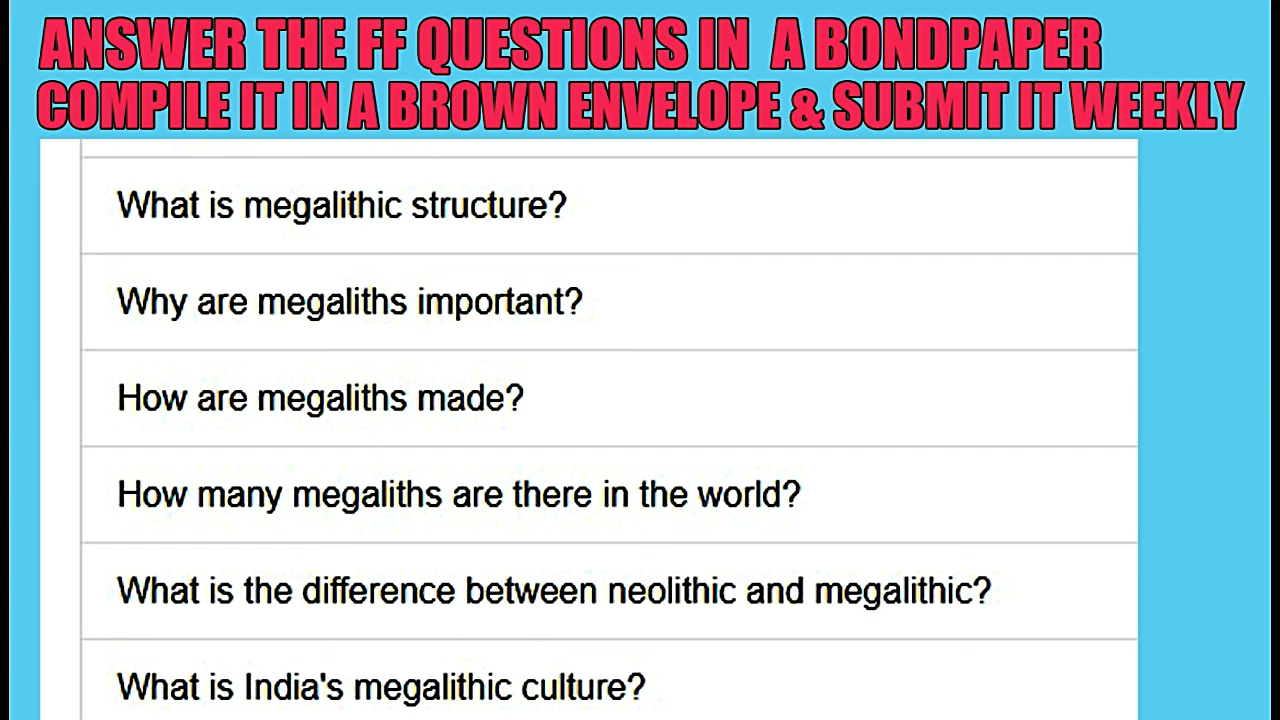 ANSWER THE FF QUESTIONS IN A BONDPAPER
COMPILE IT IN A BROWN ENVELOPE & SUBMIT IT WEEKLY
What is megalithic structure?
Why are megaliths important?
How are megaliths made?
How many megaliths are there in the world?
What is the difference between neolithic and megalithic?
What is India's megalithic culture?